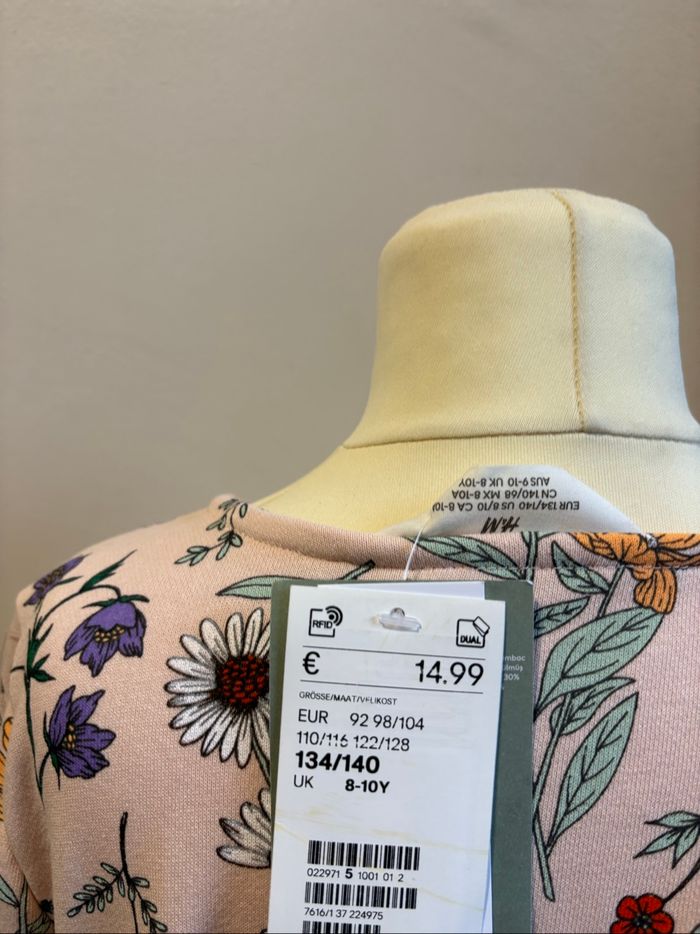 EUR 134/140 US 8/10 CA 8-10
CN 140/68 MX 8-10A
AUS 9-10 UK 8-10Y
H&M
RFID
DUAL
€ 14.99
GRÖSSE/MAAT/VELIKOST
EUR 92 98/104
110/116 122/128
134/140
UK 8-10Y
30%
022971 5 1001 01 2
7616/1 37 224975